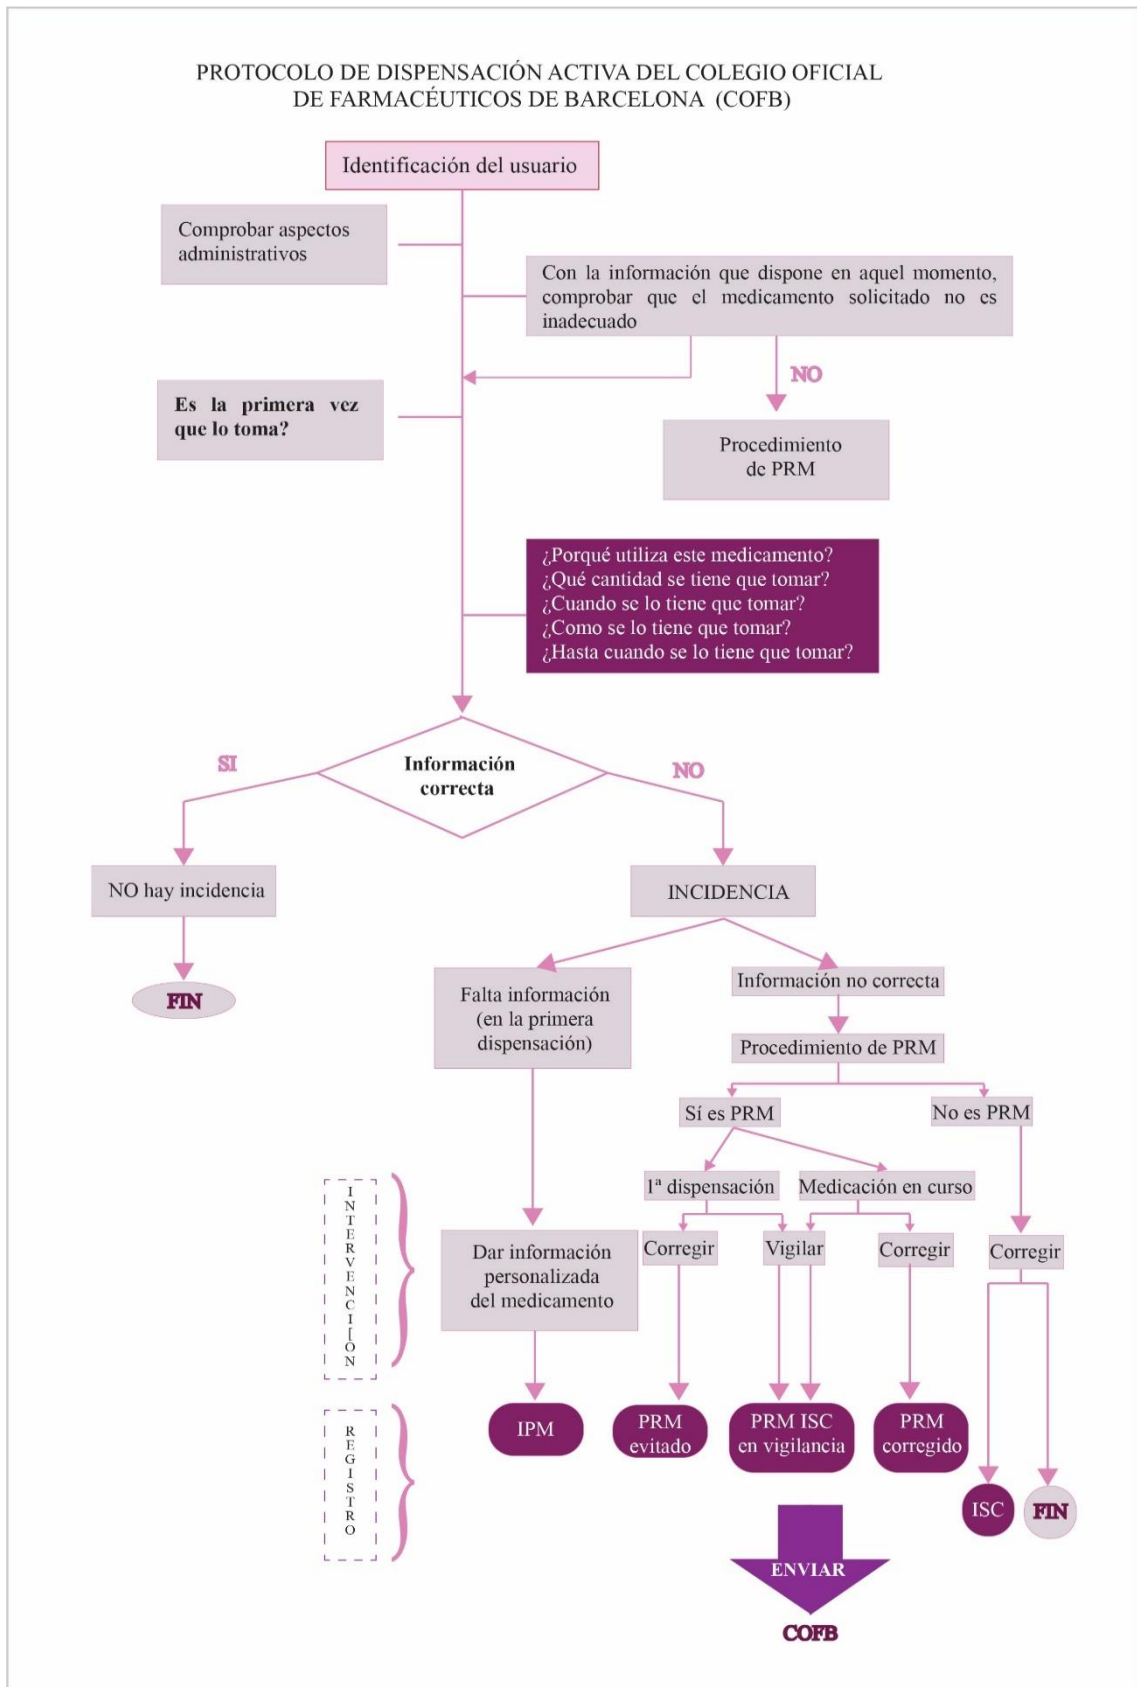 PROTOCOLO DE DISPENSACIÓN ACTIVA DEL COLEGIO OFICIAL
DE FARMACÉUTICOS DE BARCELONA (COFB)
Identificación del usuario
Comprobar aspectos
administrativos
Con la información que dispone en aquel momento,
comprobar que el medicamento solicitado no es
inadecuado
NO
Es la primera vez
que lo toma?
Procedimiento
de PRM
¿Porqué utiliza este medicamento?
¿Qué cantidad se tiene que tomar?
¿Cuando se lo tiene que tomar?
¿Como se lo tiene que tomar?
¿Hasta cuando se lo tiene que tomar?
SI
Información
correcta
NO
NO hay incidencia
INCIDENCIA
FIN
Falta información
(en la primera
dispensación)
Información no correcta
Procedimiento de PRM
Sí es PRM
No es PRM
1ª dispensación
Medicación en curso
INTERVENCI[ON
Dar información
personalizada
del medicamento
Corregir
Vigilar
Corregir
Corregir
REGISTRO
IPM
PRM
evitado
PRM ISC
en vigilancia
PRM
corregido
ISC
FIN
ENVIAR
COFB